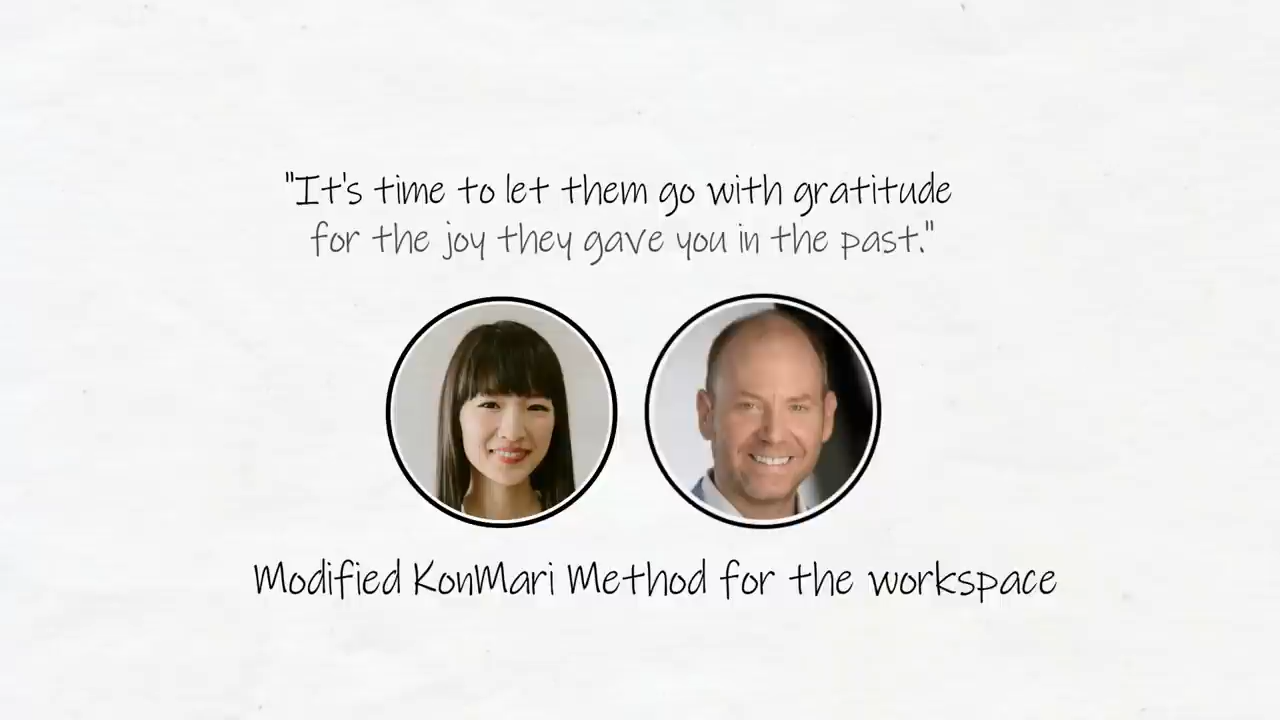 "It's time to let them go with gratitude
for the joy they gave you in the past."
Modified KonMari Method for the workspace